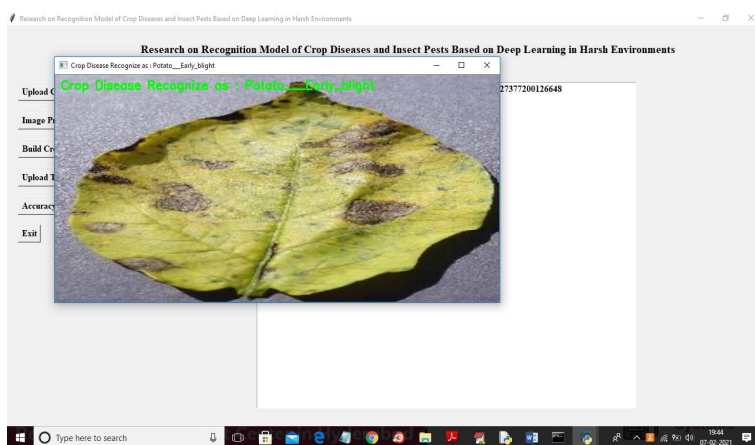 Research on Recognition Model of Crop Diseases and Insect Pests Based on Deep Learning in Harsh Environments
Research on Recognition Model of Crop Diseases and Insect Pests Based on Deep Learning in Harsh Environments
Crop Disease Recognize as : Potato___Early_blight
Crop Disease Recognize as : Potato___Early_blight
Upload C
27377200126648
Image Pr
Build Cr
Upload T
Accuracy
Exit
Type here to search
19:44
07-02-2021